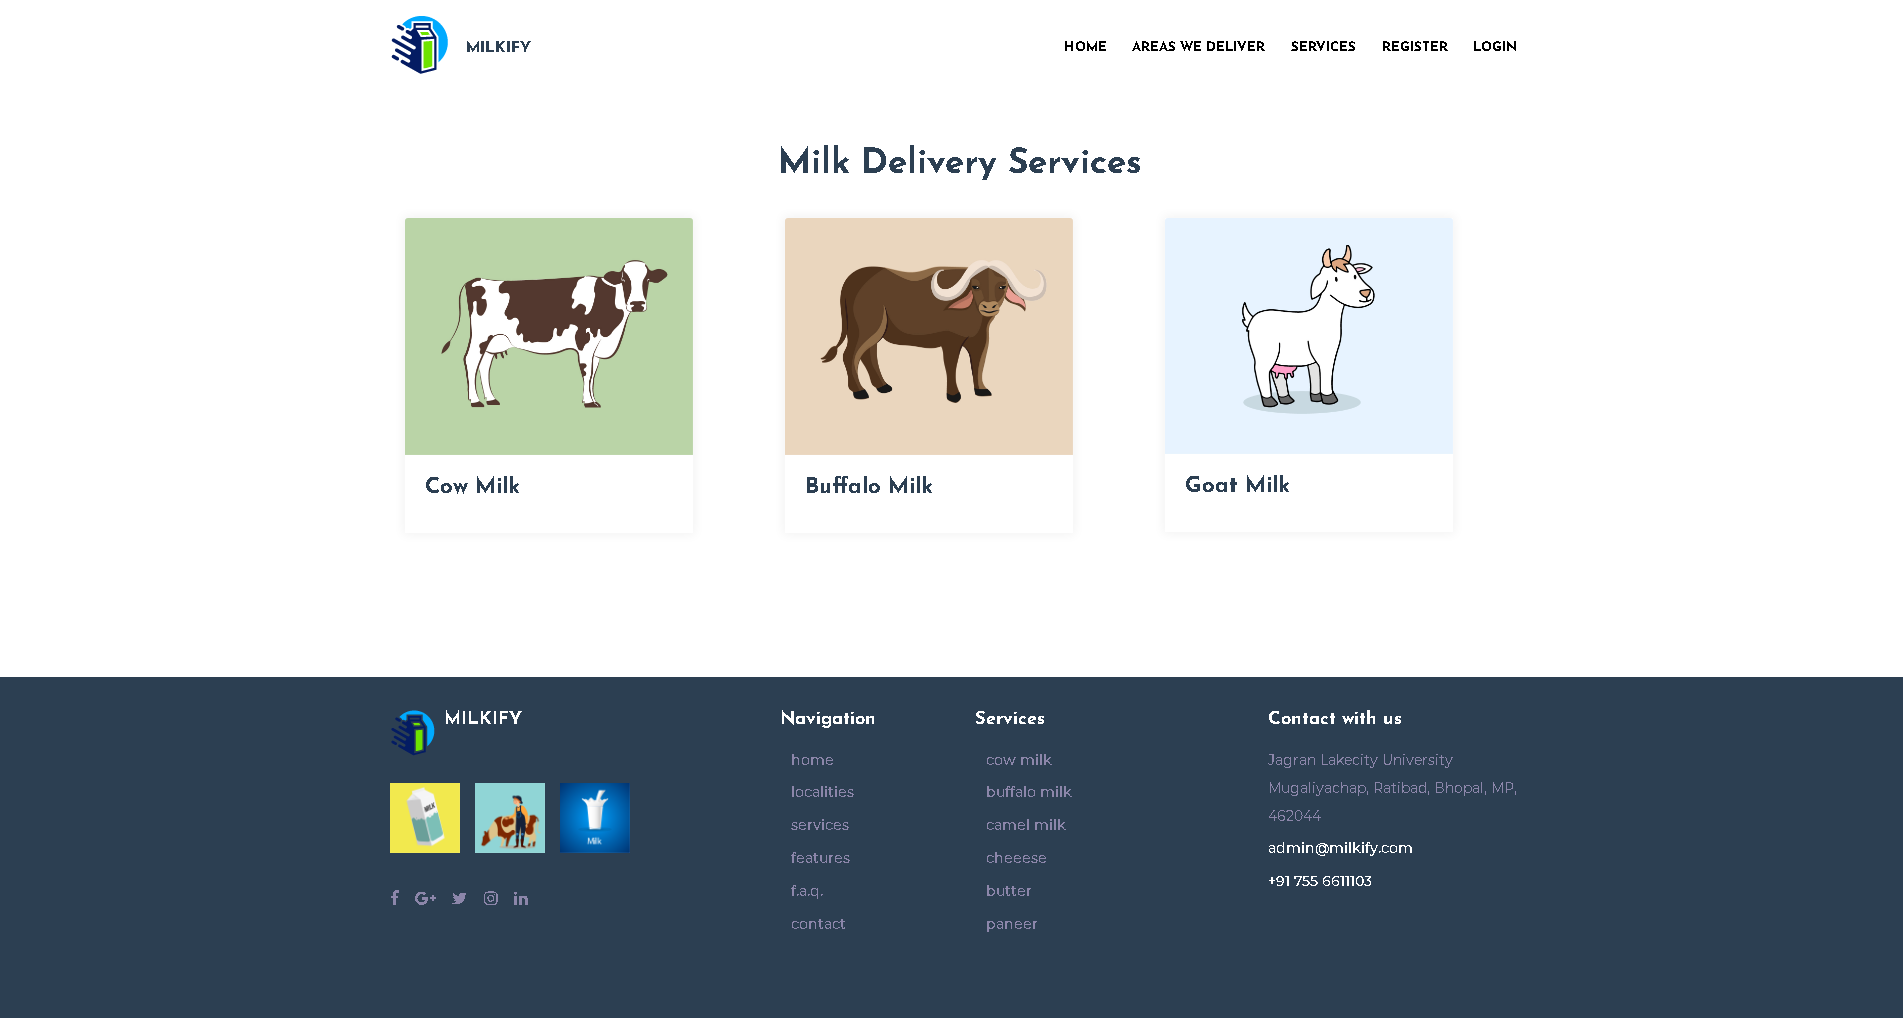 MILKIFY
HOME AREAS WE DELIVER SERVICES REGISTER LOGIN
Milk Delivery Services
Cow Milk
Buffalo Milk
Goat Milk
MILKIFY
MILK
Milk
Navigation
home
localities
services
features
f.a.q.
contact
Services
cow milk
buffalo milk
camel milk
cheeese
butter
paneer
Contact with us
Jagran Lakecity University
Mugaliyachap, Ratibad, Bhopal, MP,
462044
admin@milkify.com
+91 755 6611103